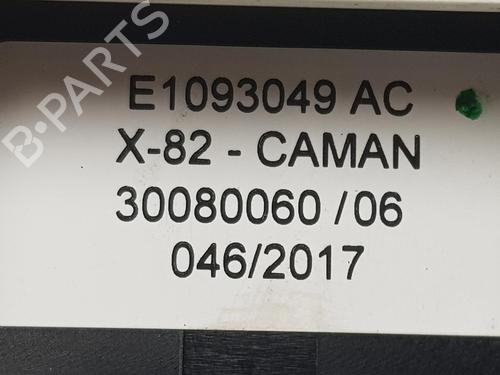 E1093049 AC
X-82 - CAMAN
30080060 /06
046/2017
B-PARTS